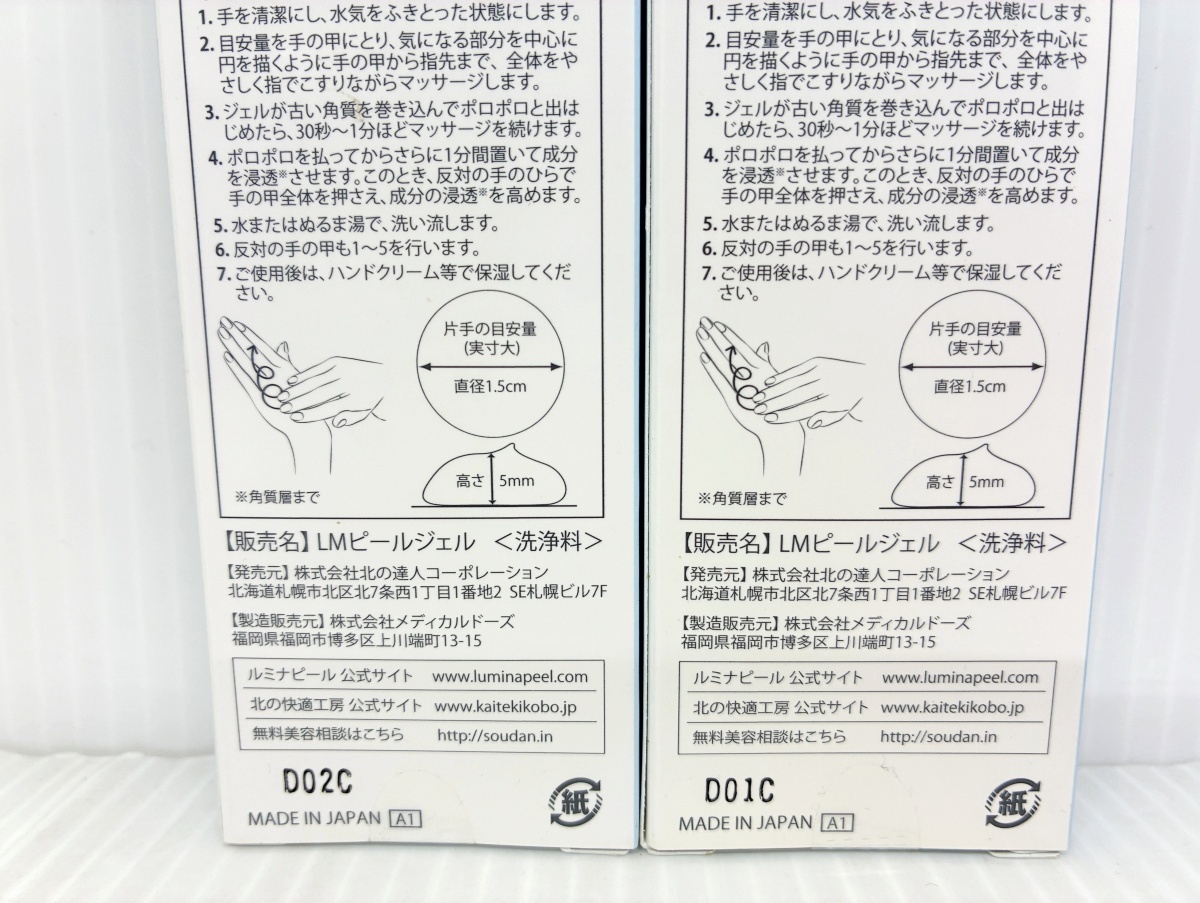 1. 手を清潔にし、水気をふきとった状態にします。
2. 目安量を手の甲にとり、気になる部分を中心に
円を描くように手の甲から指先まで、全体をや
さしく指でこすりながらマッサージします。
3. ジェルが古い角質を巻き込んでポロポロと出は
じめたら、30秒〜1分ほどマッサージを続けます。
4. ポロポロを払ってからさらに1分間置いて成分
を浸透※させます。このとき、反対の手のひらで
手の甲全体を押さえ、成分の浸透※を高めます。
5. 水またはぬるま湯で、洗い流します。
6. 反対の手の甲も1〜5を行います。
7. ご使用後は、ハンドクリーム等で保湿してくだ
さい。
片手の目安量
(実寸大)
直径1.5cm
高さ 5mm
※角質層まで
【販売名】LMピールジェル ＜洗浄料＞
【発売元】株式会社北の達人コーポレーション
北海道札幌市北区北7条西1丁目1番地2 SE札幌ビル7F
【製造販売元】株式会社メディカルドーズ
福岡県福岡市博多区上川端町13-15
ルミナピール 公式サイト www.luminapeel.com
北の快適工房 公式サイト www.kaitekikobo.jp
無料美容相談はこちら http://soudan.in
D02C
MADE IN JAPAN A1
紙
1. 手を清潔にし、水気をふきとった状態にします。
2. 目安量を手の甲にとり、気になる部分を中心に
円を描くように手の甲から指先まで、全体をや
さしく指でこすりながらマッサージします。
3. ジェルが古い角質を巻き込んでポロポロと出は
じめたら、30秒〜1分ほどマッサージを続けます。
4. ポロポロを払ってからさらに1分間置いて成分
を浸透※させます。このとき、反対の手のひらで
手の甲全体を押さえ、成分の浸透※を高めます。
5. 水またはぬるま湯で、洗い流します。
6. 反対の手の甲も1〜5を行います。
7. ご使用後は、ハンドクリーム等で保湿してくだ
さい。
片手の目安量
(実寸大)
直径1.5cm
高さ 5mm
※角質層まで
【販売名】LMピールジェル ＜洗浄料＞
【発売元】株式会社北の達人コーポレーション
北海道札幌市北区北7条西1丁目1番地2 SE札幌ビル7F
【製造販売元】株式会社メディカルドーズ
福岡県福岡市博多区上川端町13-15
ルミナピール 公式サイト www.luminapeel.com
北の快適工房 公式サイト www.kaitekikobo.jp
無料美容相談はこちら http://soudan.in
D01C
MADE IN JAPAN A1
紙